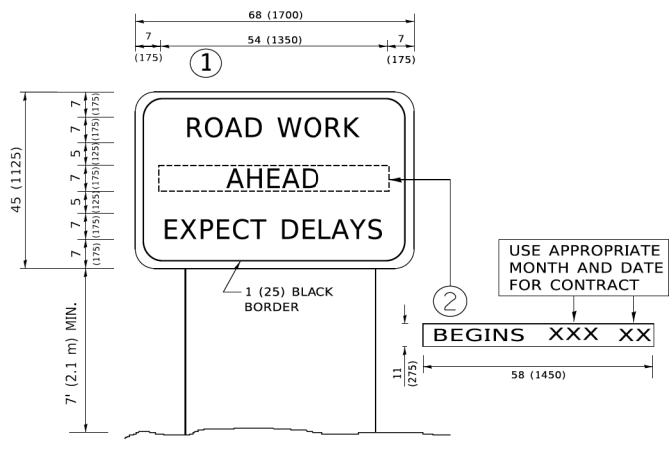 68 (1700)
7
(175)
54 (1350)
7
(175)
1
45 (1125)
7 (175)
7 (175)
5 (125)
7 (175)
5 (125)
7 (175)
7 (175)
ROAD WORK
AHEAD
EXPECT DELAYS
1 (25) BLACK
BORDER
7' (2.1 m) MIN.
2
USE APPROPRIATE
MONTH AND DATE
FOR CONTRACT
BEGINS XXX XX
11
(275)
58 (1450)